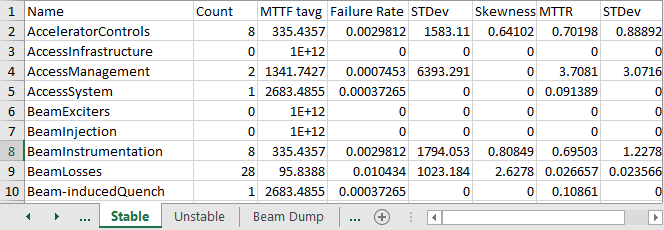 1 Name Count MTTF tavg Failure Rate STDev Skewness MTTR STDev
2 AcceleratorControls 8 335.4357 0.0029812 1583.11 0.64102 0.70198 0.88892
3 AccessInfrastructure 0 1E+12 0 0 0 0 0
4 AccessManagement 2 1341.7427 0.0007453 6393.291 0 3.7081 3.0716
5 AccessSystem 1 2683.4855 0.00037265 0 0 0.091389 0
6 BeamExciters 0 1E+12 0 0 0 0 0
7 BeamInjection 0 1E+12 0 0 0 0 0
8 BeamInstrumentation 8 335.4357 0.0029812 1794.053 0.80849 0.69503 1.2278
9 BeamLosses 28 95.8388 0.010434 1023.184 2.6278 0.026657 0.023566
10 Beam-inducedQuench 1 2683.4855 0.00037265 0 0 0.10861 0
... Stable Unstable Beam Dump ...